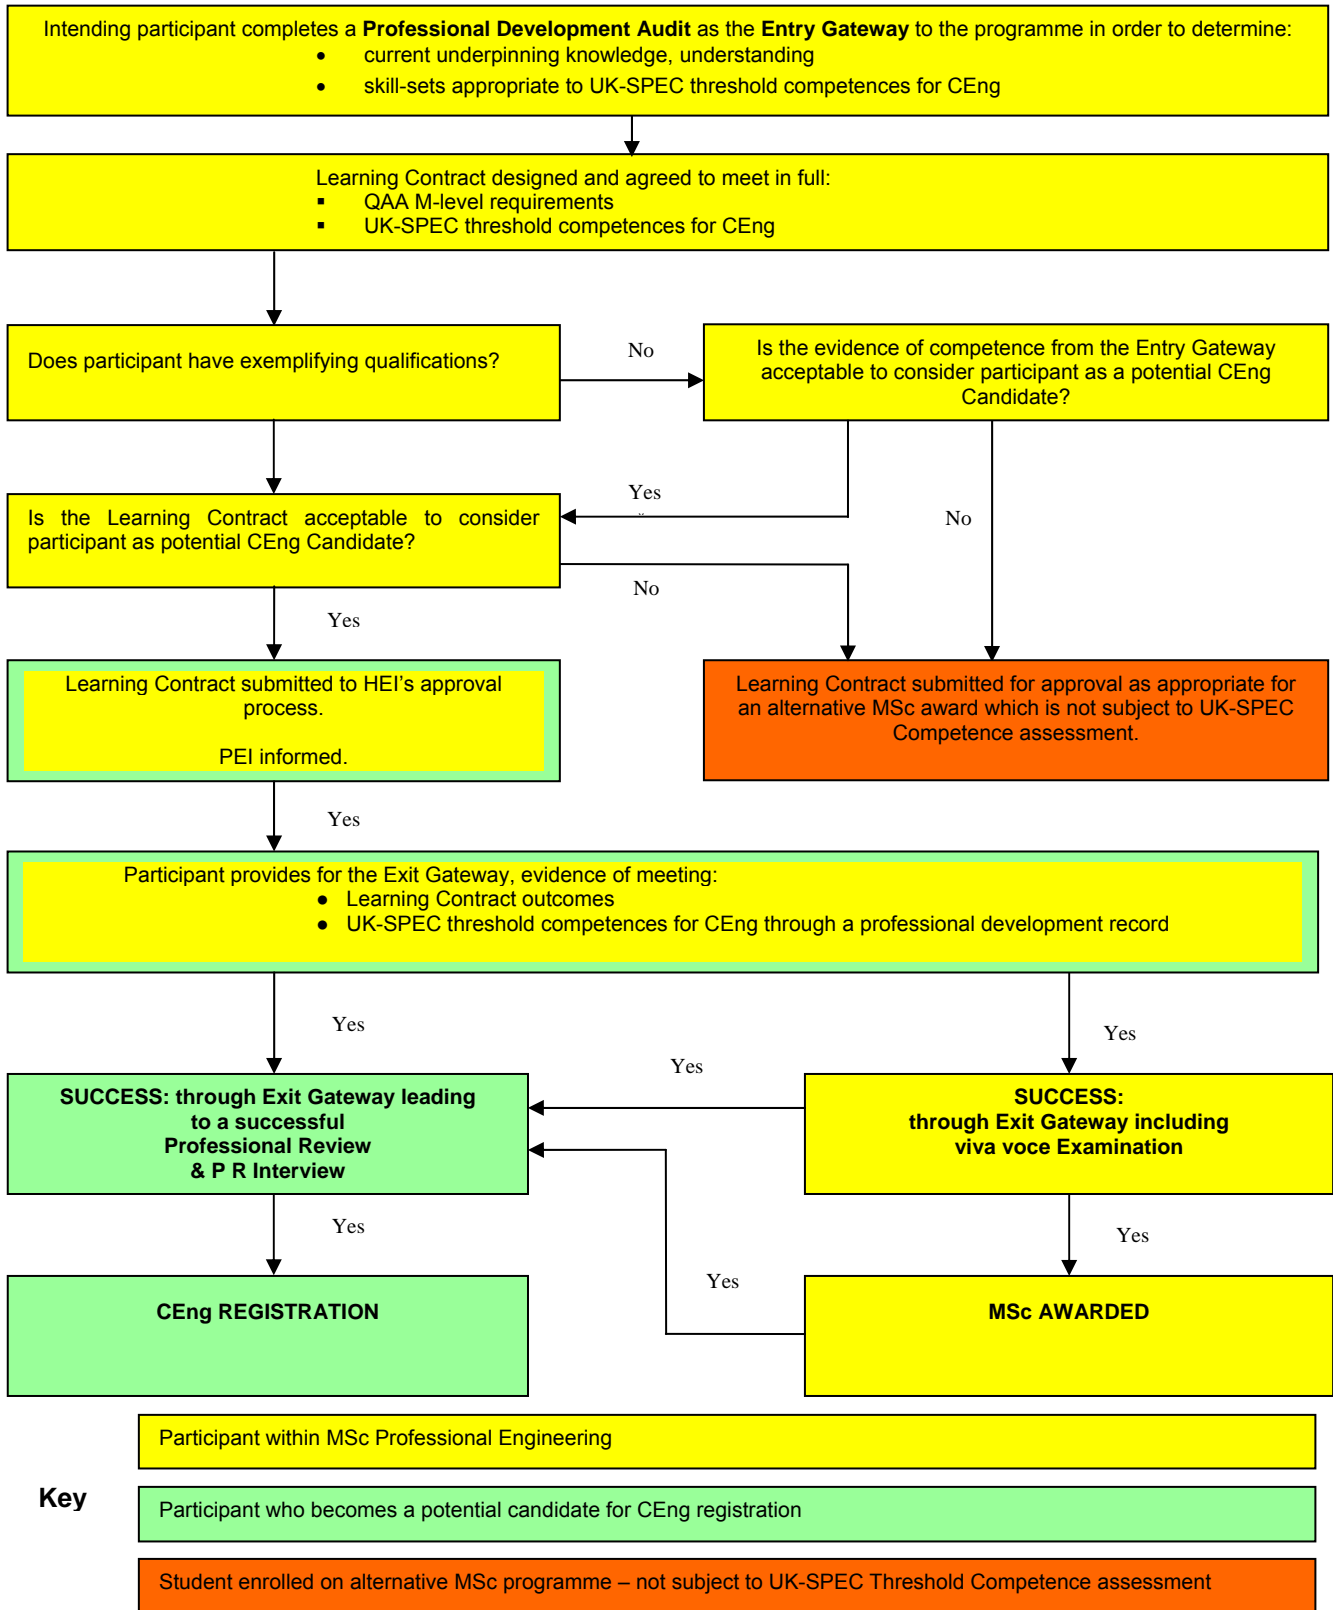 Intending participant completes a Professional Development Audit as the Entry Gateway to the programme in order to determine:
• current underpinning knowledge, understanding
• skill-sets appropriate to UK-SPEC threshold competences for CEng
Learning Contract designed and agreed to meet in full:
▪ QAA M-level requirements
▪ UK-SPEC threshold competences for CEng
Does participant have exemplifying qualifications?
No
Is the evidence of competence from the Entry Gateway
acceptable to consider participant as a potential CEng
Candidate?
Yes
No
Is the Learning Contract acceptable to consider
participant as potential CEng Candidate?
No
Yes
Learning Contract submitted to HEI's approval
process.
PEI informed.
Learning Contract submitted for approval as appropriate for
an alternative MSc award which is not subject to UK-SPEC
Competence assessment.
Yes
Participant provides for the Exit Gateway, evidence of meeting:
● Learning Contract outcomes
● UK-SPEC threshold competences for CEng through a professional development record
Yes
Yes
Yes
SUCCESS: through Exit Gateway leading
to a successful
Professional Review
& P R Interview
SUCCESS:
through Exit Gateway including
viva voce Examination
Yes
Yes
Yes
CEng REGISTRATION
MSc AWARDED
Key
Participant within MSc Professional Engineering
Participant who becomes a potential candidate for CEng registration
Student enrolled on alternative MSc programme – not subject to UK-SPEC Threshold Competence assessment